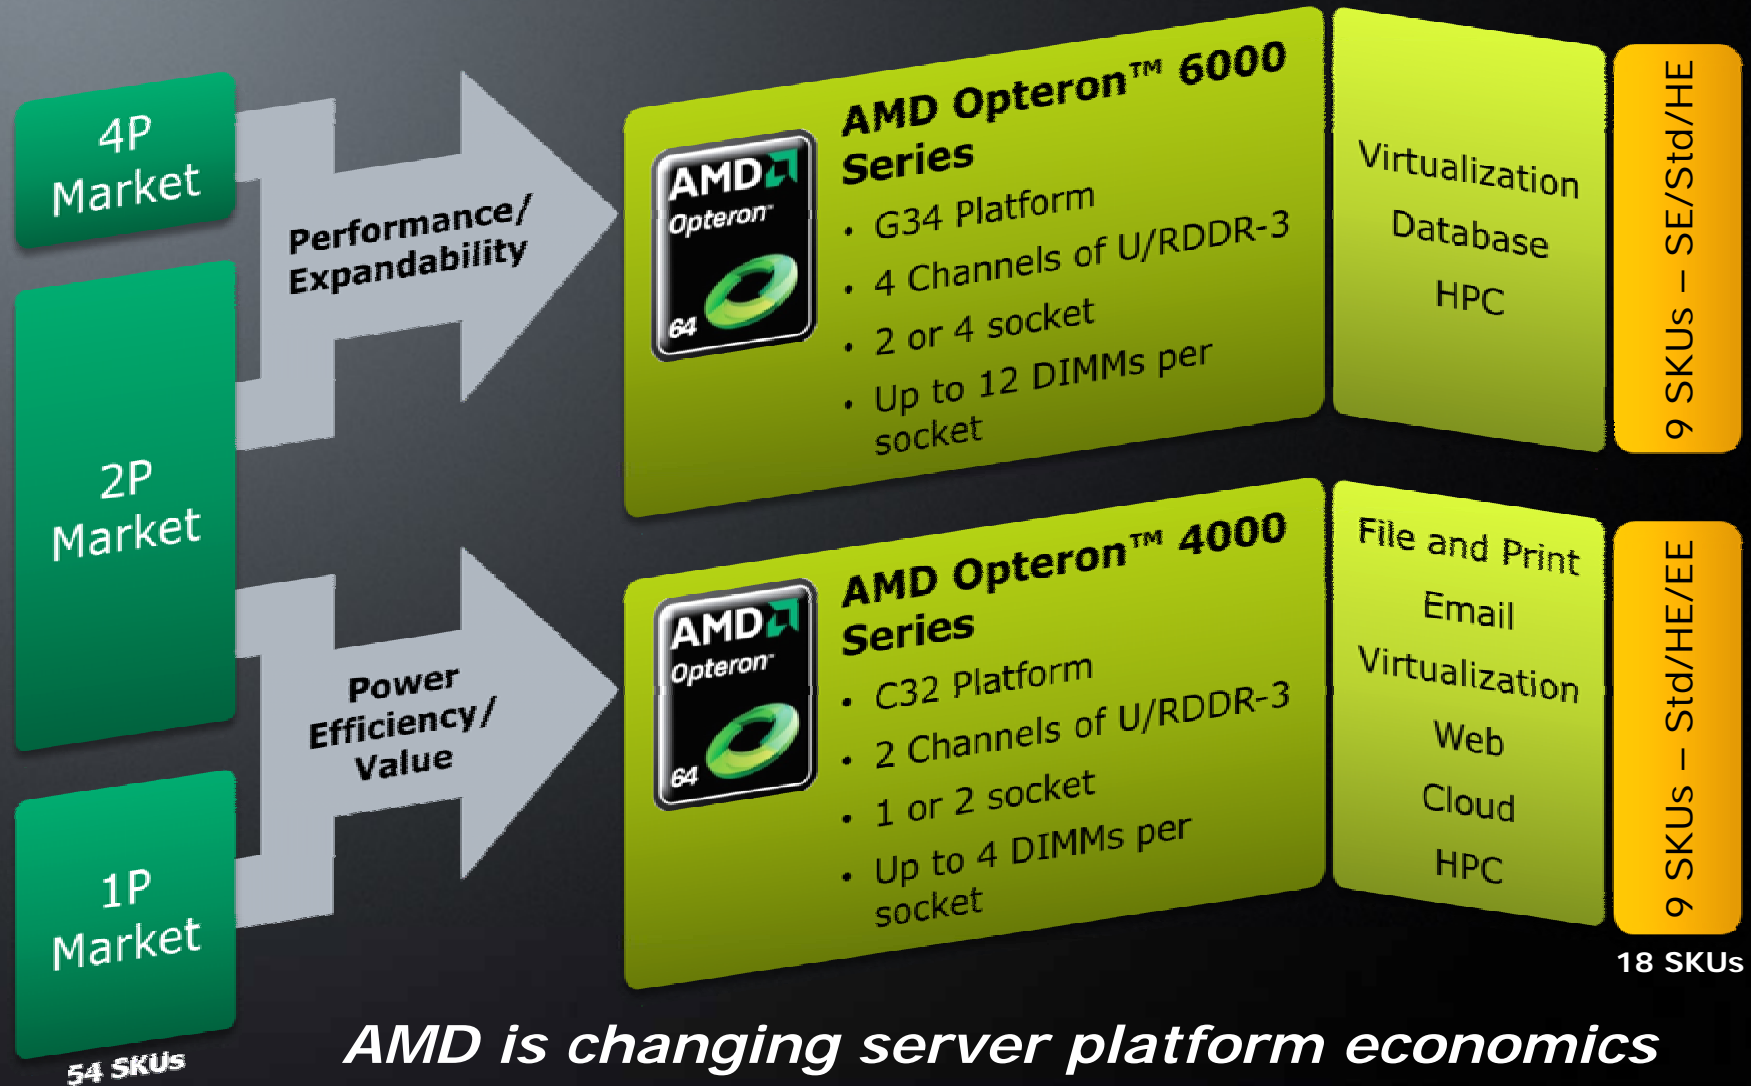 4P
Market
2P
Market
1P
Market
54 SKUs
Performance/
Expandability
Power
Efficiency/
Value
AMD
Opteron™
64
AMD Opteron™ 6000
Series
• G34 Platform
• 4 Channels of U/RDDR-3
• 2 or 4 socket
• Up to 12 DIMMs per
socket
Virtualization
Database
HPC
9 SKUs – SE/Std/HE
AMD
Opteron™
64
AMD Opteron™ 4000
Series
• C32 Platform
• 2 Channels of U/RDDR-3
• 1 or 2 socket
• Up to 4 DIMMs per
socket
File and Print
Email
Virtualization
Web
Cloud
HPC
9 SKUs – Std/HE/EE
18 SKUs
AMD is changing server platform economics